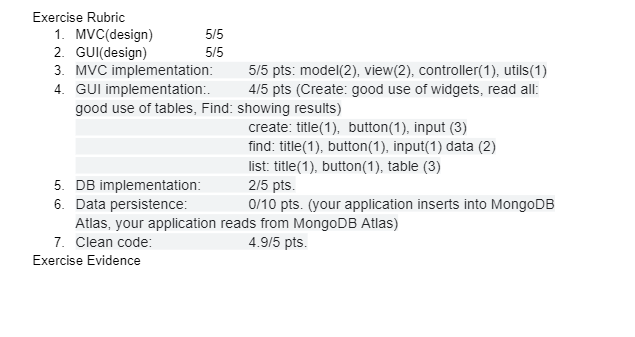 Exercise Rubric
1. MVC(design) 5/5
2. GUI(design) 5/5
3. MVC implementation: 5/5 pts: model(2), view(2), controller(1), utils(1)
4. GUI implementation:. 4/5 pts (Create: good use of widgets, read all:
good use of tables, Find: showing results)
create: title(1), button(1), input (3)
find: title(1), button(1), input(1) data (2)
list: title(1), button(1), table (3)
5. DB implementation: 2/5 pts.
6. Data persistence: 0/10 pts. (your application inserts into MongoDB
Atlas, your application reads from MongoDB Atlas)
7. Clean code: 4.9/5 pts.
Exercise Evidence